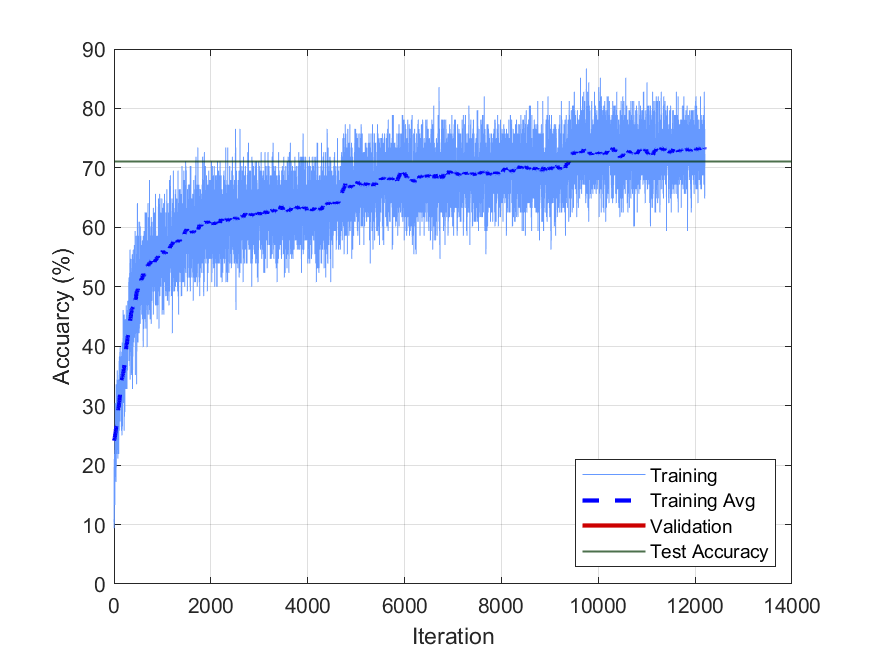 90
80
70
60
50
40
30
20
10
0
Accuarcy (%)
Training
Training Avg
Validation
Test Accuracy
0 2000 4000 6000 8000 10000 12000 14000
Iteration